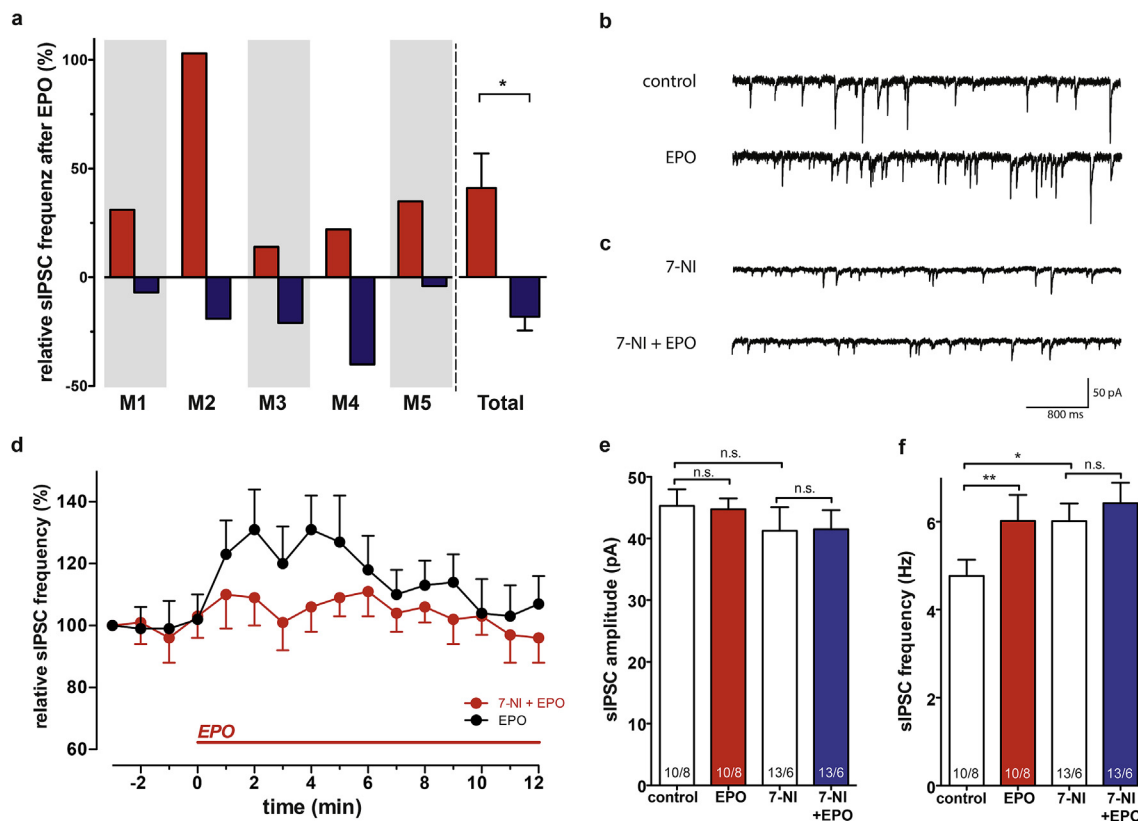 a
relative sIPSC frequenz after EPO (%)
100
50
0
-50
*
M1 M2 M3 M4 M5 Total
b
control
EPO
c
7-NI
7-NI + EPO
50 pA
800 ms
d
relative sIPSC frequency (%)
140
120
100
80
60
7-NI + EPO
EPO
EPO
-2 0 2 4 6 8 10 12
time (min)
e
sIPSC amplitude (pA)
50
40
30
20
10
0
n.s.
n.s.
n.s.
10/8 10/8 13/6 13/6
control EPO 7-NI 7-NI
+EPO
f
sIPSC frequency (Hz)
6
4
2
0
*
**
n.s.
10/8 10/8 13/6 13/6
control EPO 7-NI 7-NI
+EPO